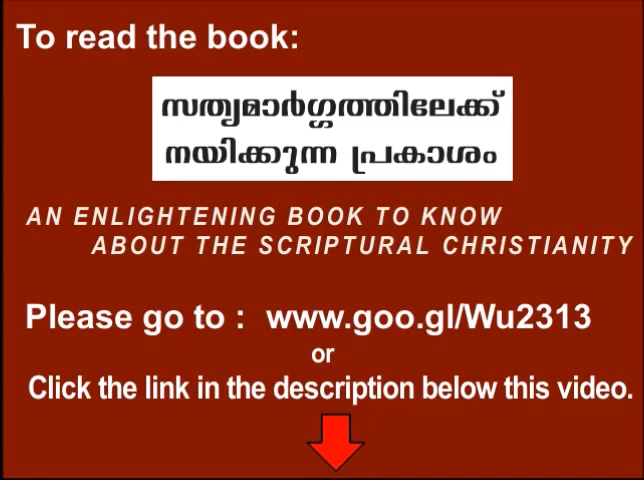 To read the book:
സത്യമാർഗ്ഗത്തിലേക്ക്
നയിക്കുന്ന പ്രകാശം
AN ENLIGHTENING BOOK TO KNOW
ABOUT THE SCRIPTURAL CHRISTIANITY
Please go to : www.goo.gl/Wu2313
or
Click the link in the description below this video.